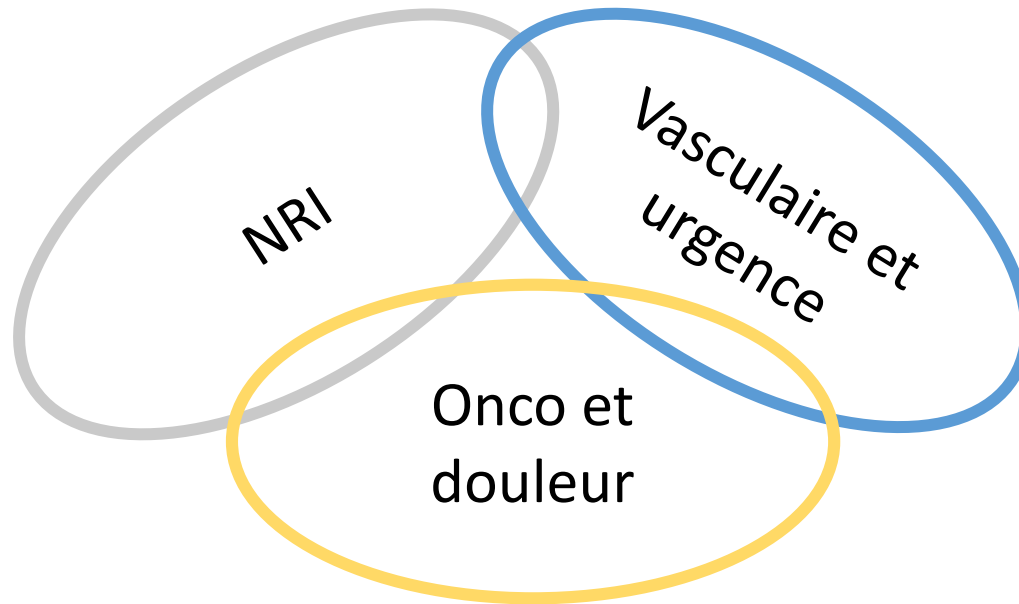 NRI
Vasculaire et
urgence
Onco et
douleur